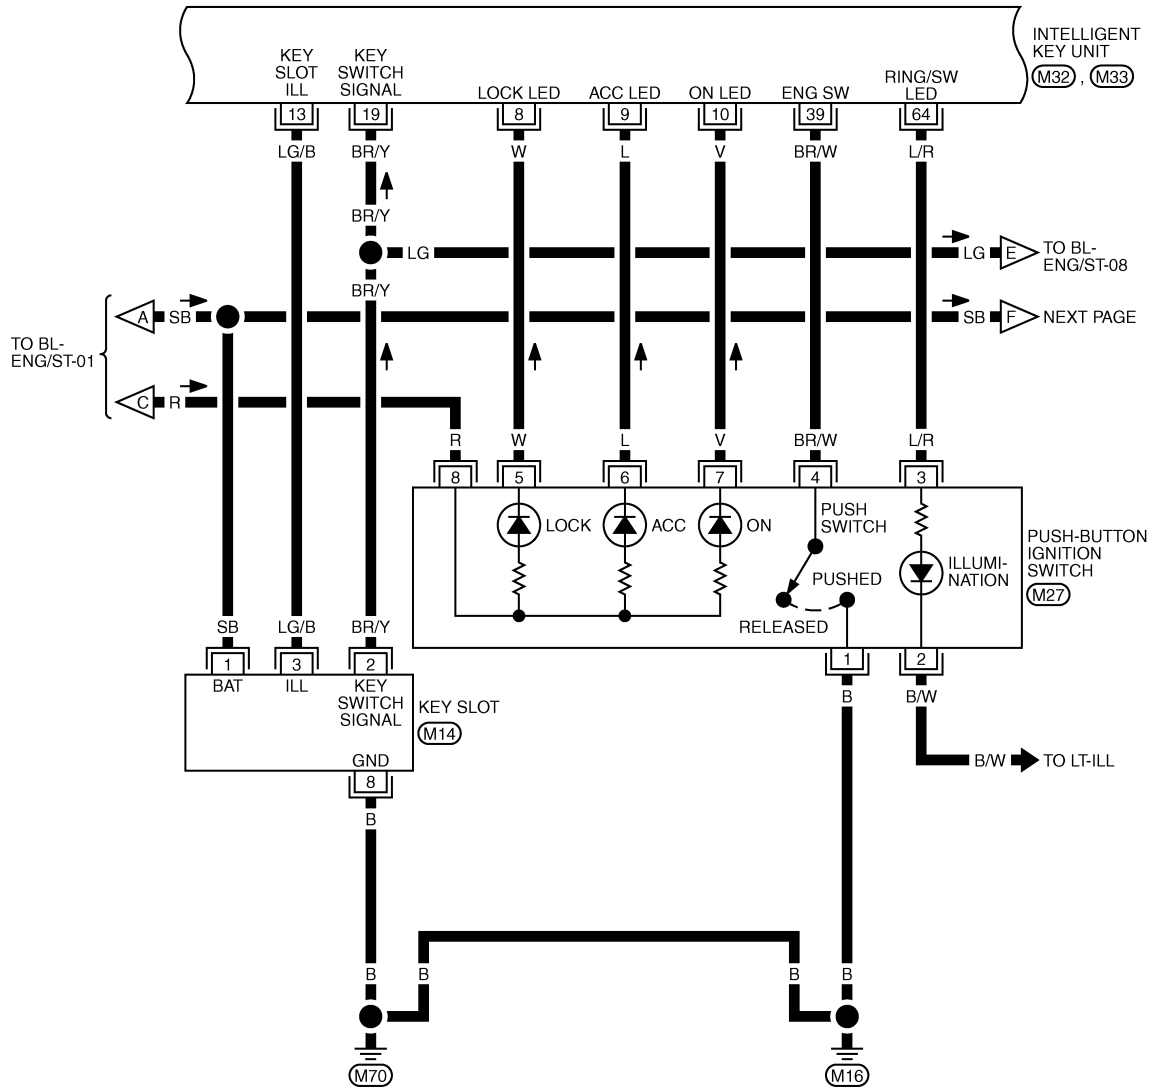 INTELLIGENT
KEY UNIT
M32 , M33
KEY
SLOT
ILL
KEY
SWITCH
SIGNAL
LOCK LED
ACC LED
ON LED
ENG SW
RING/SW
LED
13
19
8
9
10
39
64
LG/B
BR/Y
W
L
V
BR/W
L/R
BR/Y
LG
LG
E
TO BL-
ENG/ST-08
BR/Y
A
SB
SB
F
NEXT PAGE
TO BL-
ENG/ST-01
C
R
R
W
L
V
BR/W
L/R
8
5
6
7
4
3
LOCK
ACC
ON
PUSH
SWITCH
PUSHED
RELEASED
ILLUMI-
NATION
PUSH-BUTTON
IGNITION
SWITCH
M27
SB
LG/B
BR/Y
1
3
2
1
2
BAT
ILL
KEY
SWITCH
SIGNAL
GND
KEY SLOT
M14
B
B/W
B/W
TO LT-ILL
8
B
B
B
B
B
M70
M16